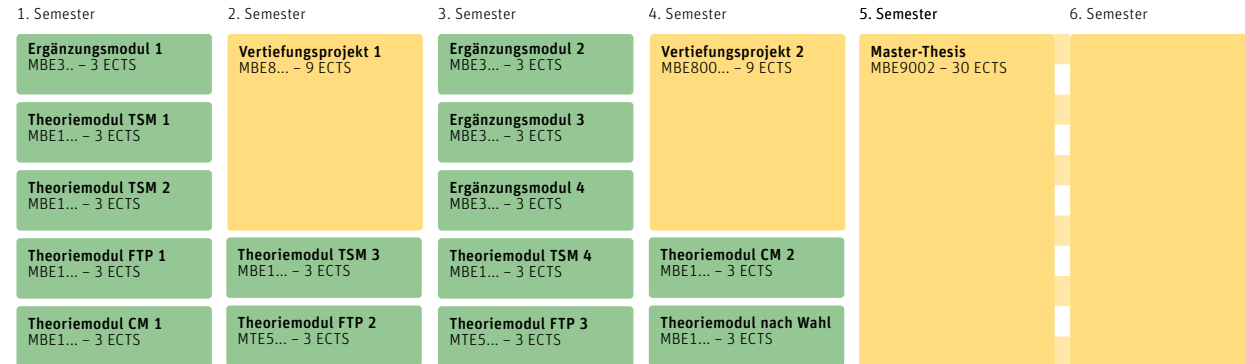 1. Semester
2. Semester
3. Semester
4. Semester
5. Semester
6. Semester
Ergänzungsmodul 1
MBE3.. – 3 ECTS
Vertiefungsprojekt 1
MBE8... – 9 ECTS
Ergänzungsmodul 2
MBE3... – 3 ECTS
Vertiefungsprojekt 2
MBE800... – 9 ECTS
Master-Thesis
MBE9002 – 30 ECTS
Theoriemodul TSM 1
MBE1... – 3 ECTS
Ergänzungsmodul 3
MBE3... – 3 ECTS
Theoriemodul TSM 2
MBE1... – 3 ECTS
Ergänzungsmodul 4
MBE3... – 3 ECTS
Theoriemodul FTP 1
MBE1... – 3 ECTS
Theoriemodul TSM 3
MBE1... – 3 ECTS
Theoriemodul TSM 4
MBE1... – 3 ECTS
Theoriemodul CM 2
MBE1... – 3 ECTS
Theoriemodul CM 1
MBE1... – 3 ECTS
Theoriemodul FTP 2
MTE5... – 3 ECTS
Theoriemodul FTP 3
MTE5... – 3 ECTS
Theoriemodul nach Wahl
MBE1... – 3 ECTS